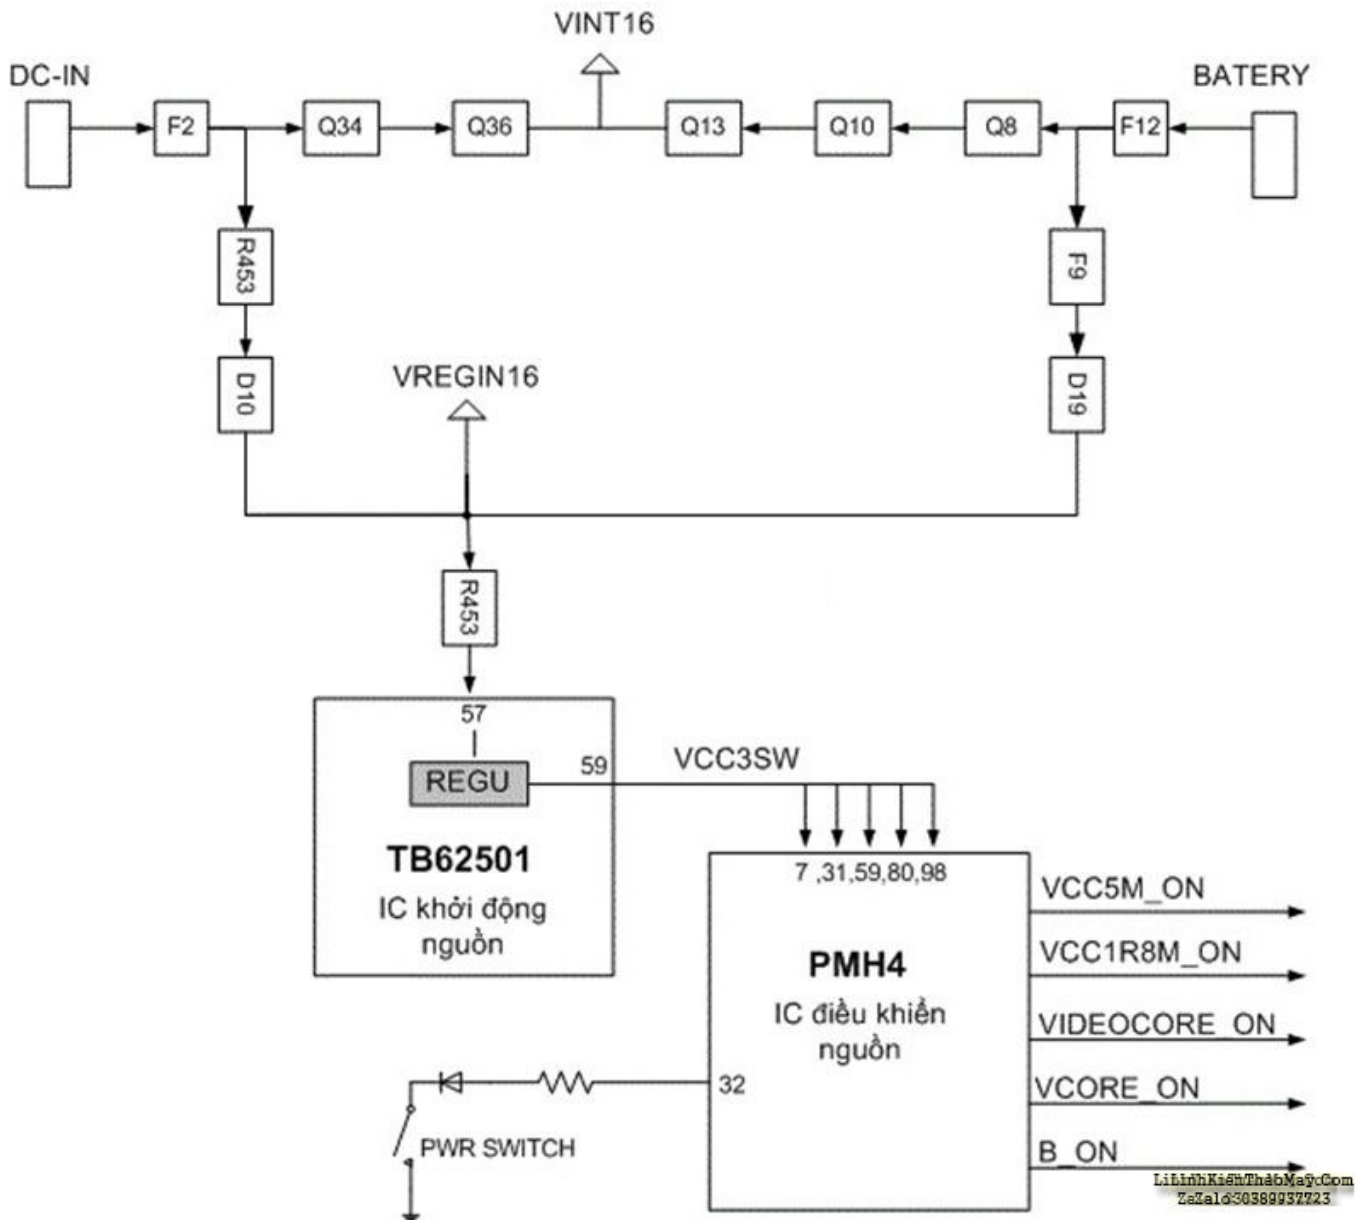 VINT16
DC-IN
BATERY
F2
Q34
Q36
Q13
Q10
Q8
F12
R453
F9
D10
VREGIN16
D19
R453
57
REGU
59
VCC3SW
TB62501
IC khởi động
nguồn
7 ,31,59,80,98
VCC5M_ON
VCC1R8M_ON
PMH4
IC điều khiển
nguồn
VIDEOCORE_ON
32
VCORE_ON
PWR SWITCH
B_ON